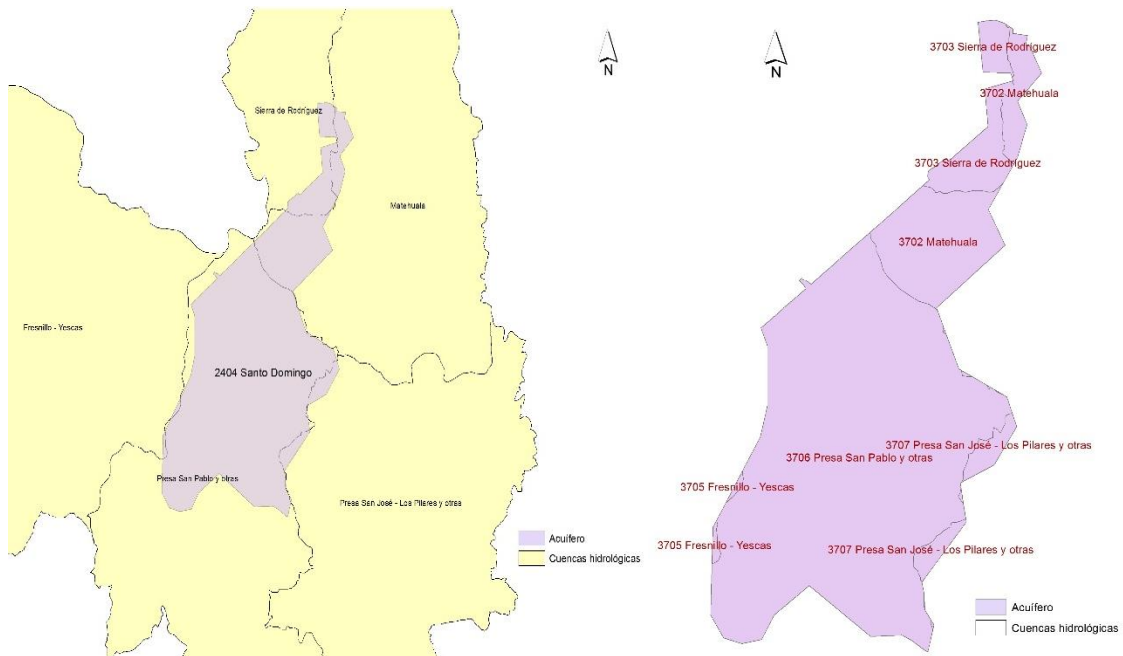 N
Sierra de Rodríguez
Matehuala
Fresnillo - Yescas
2404 Santo Domingo
Presa San Pablo y otras
Presa San José - Los Pilares y otras
Acuífero
Cuencas hidrológicas
N
3703 Sierra de Rodríguez
3702 Matehuala
3703 Sierra de Rodríguez
3702 Matehuala
3707 Presa San José - Los Pilares y otras
3706 Presa San Pablo y otras
3705 Fresnillo - Yescas
3705 Fresnillo - Yescas
3707 Presa San José - Los Pilares y otras
Acuífero
Cuencas hidrológicas